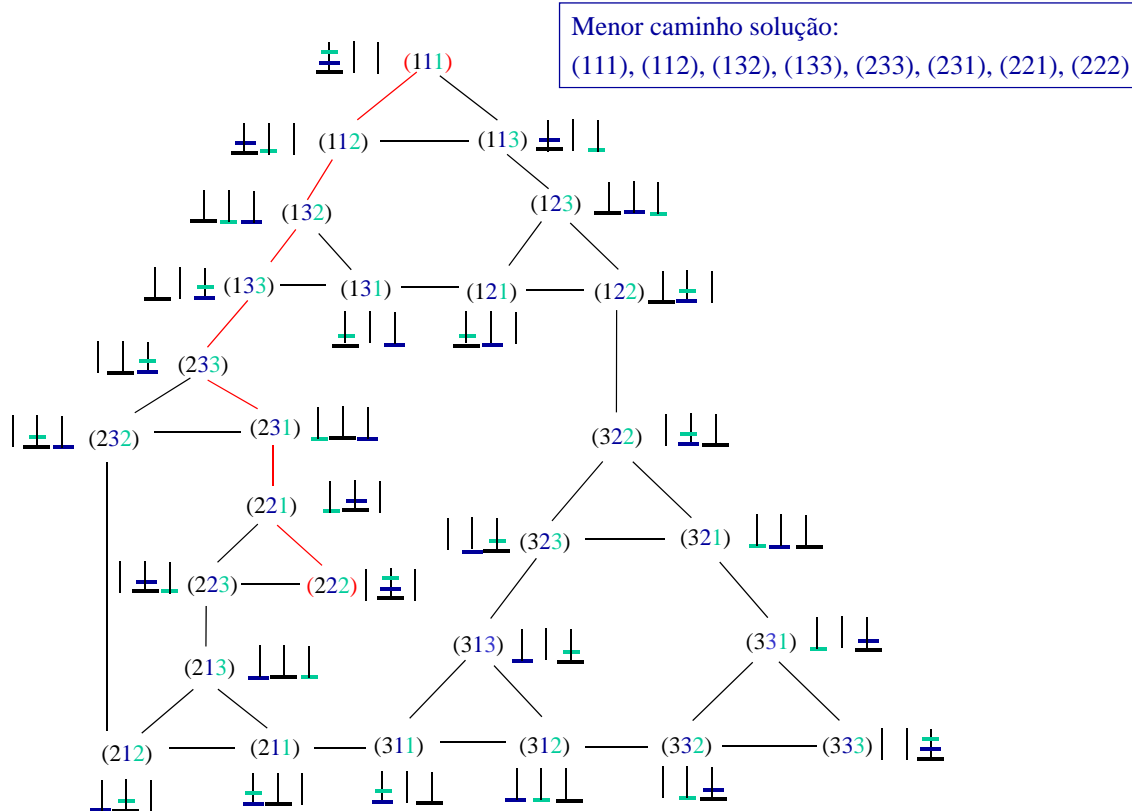 Menor caminho solução:
(111), (112), (132), (133), (233), (231), (221), (222)
(111)
(112) (113)
(132) (123)
(133) (131) (121) (122)
(233)
(232) (231) (322)
(221)
(323) (321)
(223) (222)
(313) (331)
(213)
(212) (211) (311) (312) (332) (333)